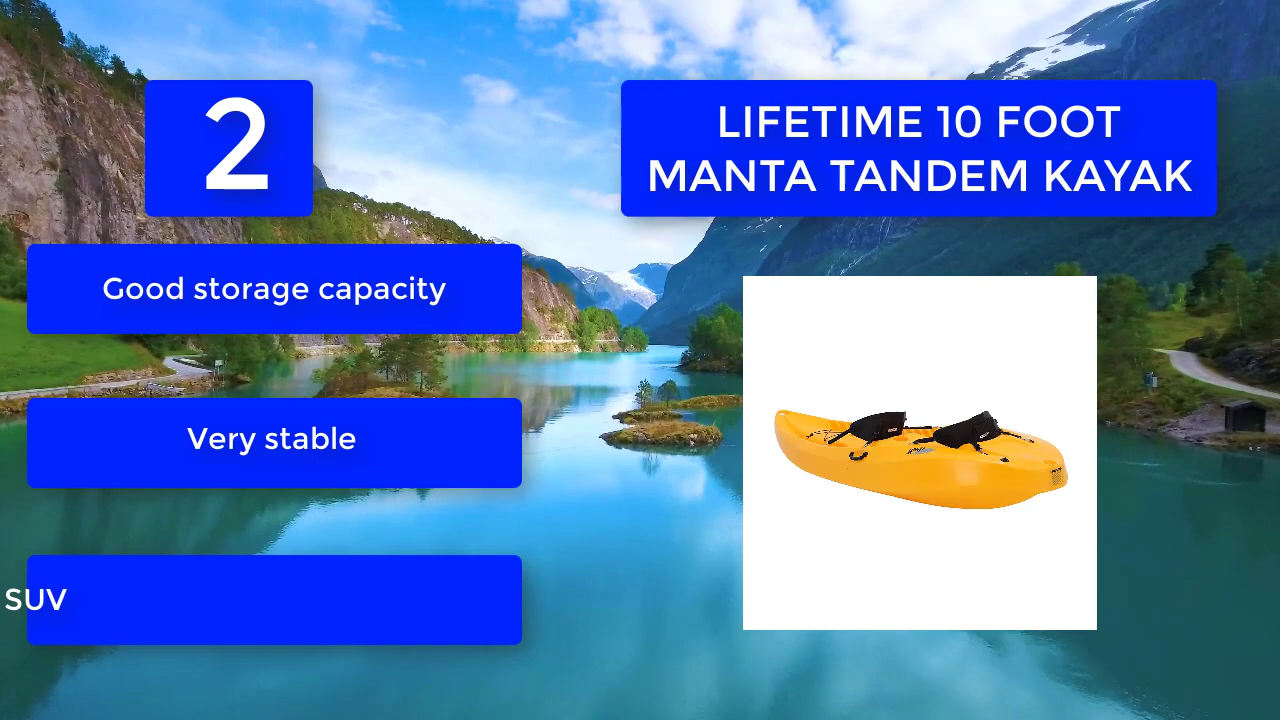 2
LIFETIME 10 FOOT
MANTA TANDEM KAYAK
Good storage capacity
Very stable
SUV